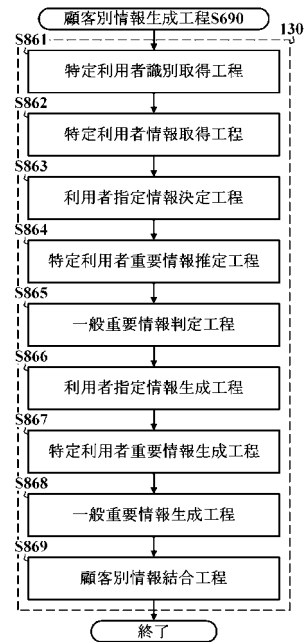 顧客別情報生成工程S690
130
S861
特定利用者識別取得工程
S862
特定利用者情報取得工程
S863
利用者指定情報決定工程
S864
特定利用者重要情報推定工程
S865
一般重要情報判定工程
S866
利用者指定情報生成工程
S867
特定利用者重要情報生成工程
S868
一般重要情報生成工程
S869
顧客別情報結合工程
終了